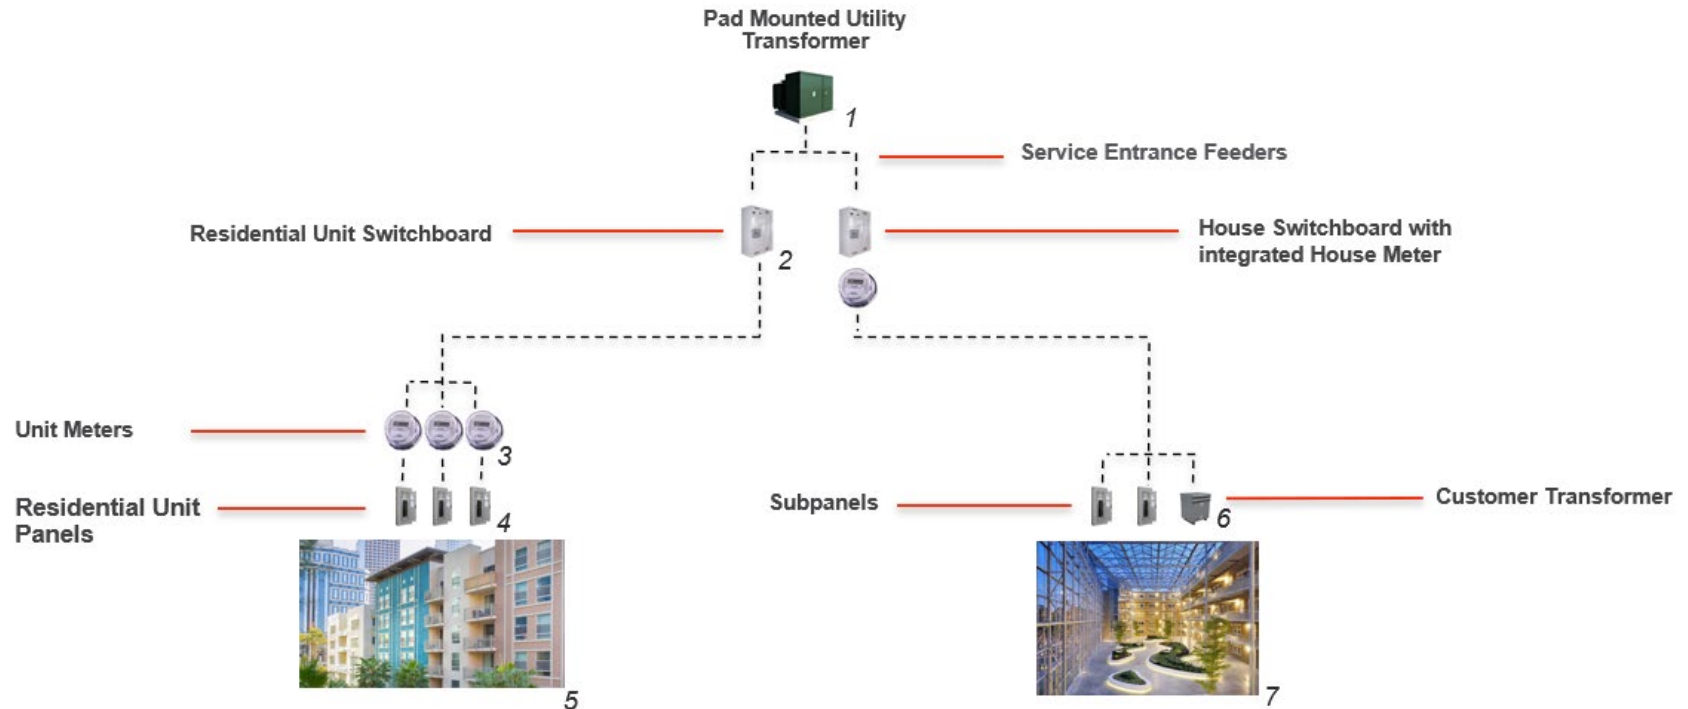 Pad Mounted Utility
Transformer
1
Service Entrance Feeders
Residential Unit Switchboard
2
House Switchboard with
integrated House Meter
Unit Meters
3
Residential Unit
Panels
4
Subpanels
6
Customer Transformer
5
7